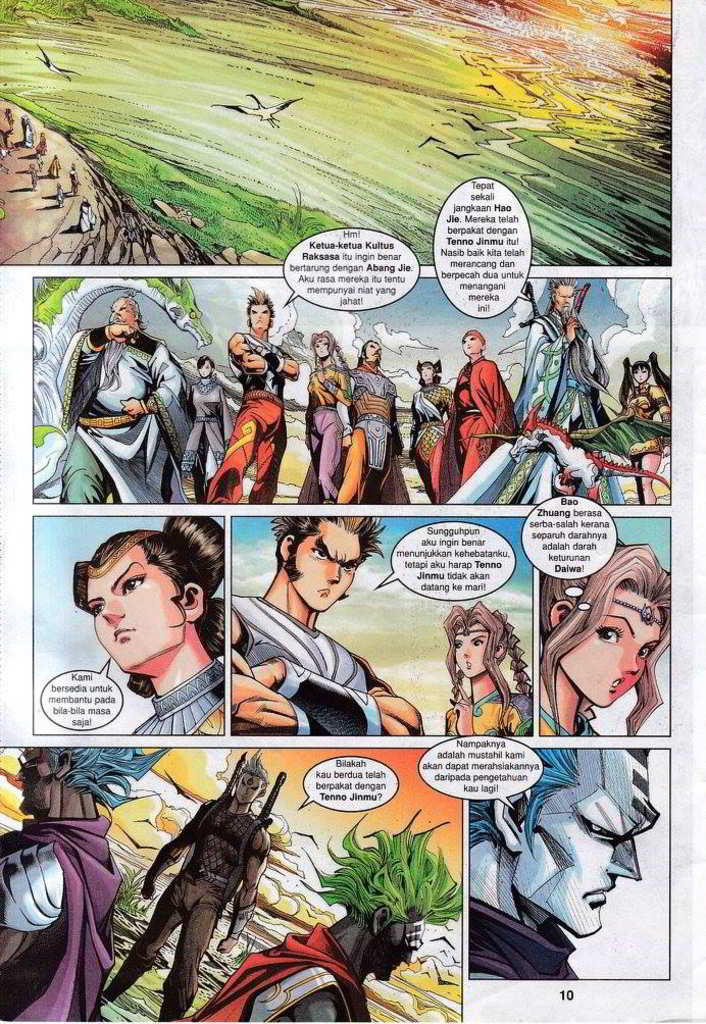 Hm!
Ketua-ketua Kultus
Raksasa itu ingin benar
bertarung dengan Abang Jie.
Aku rasa mereka itu tentu
mempunyai niat yang
jahat!
Tepat
sekali
jangkaan Hao
Jie. Mereka telah
berpakat dengan
Tenno Jinmu itu!
Nasib baik kita telah
merancang dan
berpecah dua untuk
menangani
mereka
ini!
Kami
bersedia untuk
membantu pada
bila-bila masa
saja!
Sungguhpun
aku ingin benar
menunjukkan kehebatanku,
tetapi aku harap
Tenno
Jinmu tidak akan
datang ke mari!
Bao
Zhuang berasa
serba-salah kerana
separuh darahnya
adalah darah
keturunan
Daiwa!
Bilakah
kau berdua telah
berpakat dengan
Tenno Jinmu?
Nampaknya
adalah mustahil kami
akan dapat merahsiakannya
daripada pengetahuan
kau lagi!
10